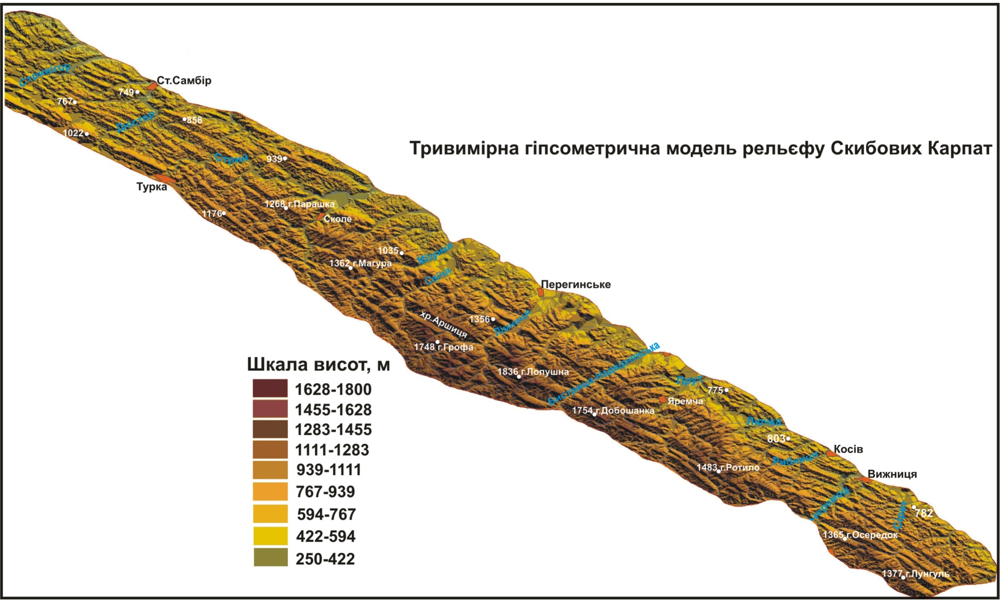 Стривігор
Ст.Самбір
749
767
Дністер
858
1022
Тривимірна гіпсометрична модель рельєфу Скибових Карпат
Стрий
939
Турка
1268 г.Парашка
1176
Сколе
1035
Мізунка
1362 г.Магура
Свіча
Перегинське
хр.Аршиця
1356
Лімниця
1748 г.Грофа
Бистриця-Надвірнянська
1836 г.Лопушна
Прут
775
Яремча
1754 г.Добошанка
Лючка
803
Косів
Рибниця
1483 г.Ротило
Вижниця
Черемош
Сірет
782
1365 г.Осередок
1377 г.Лунгуль
Шкала висот, м
1628-1800
1455-1628
1283-1455
1111-1283
939-1111
767-939
594-767
422-594
250-422